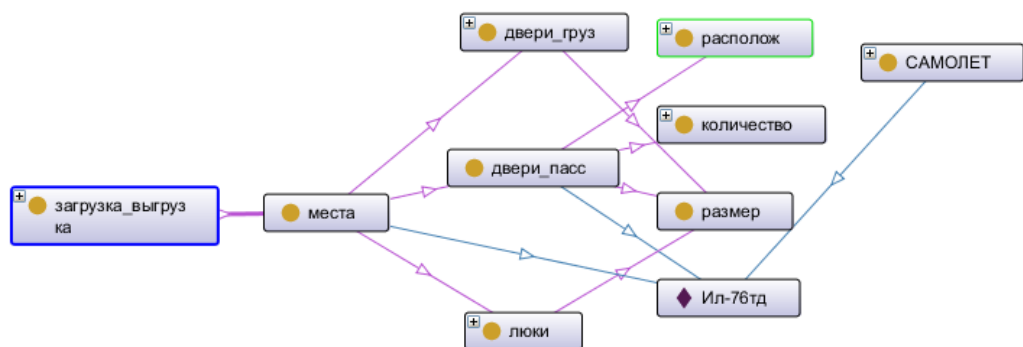 двери_груз
располож
САМОЛЕТ
количество
двери_пасс
загрузка_выгруз
ка
места
размер
Ил-76тд
люки